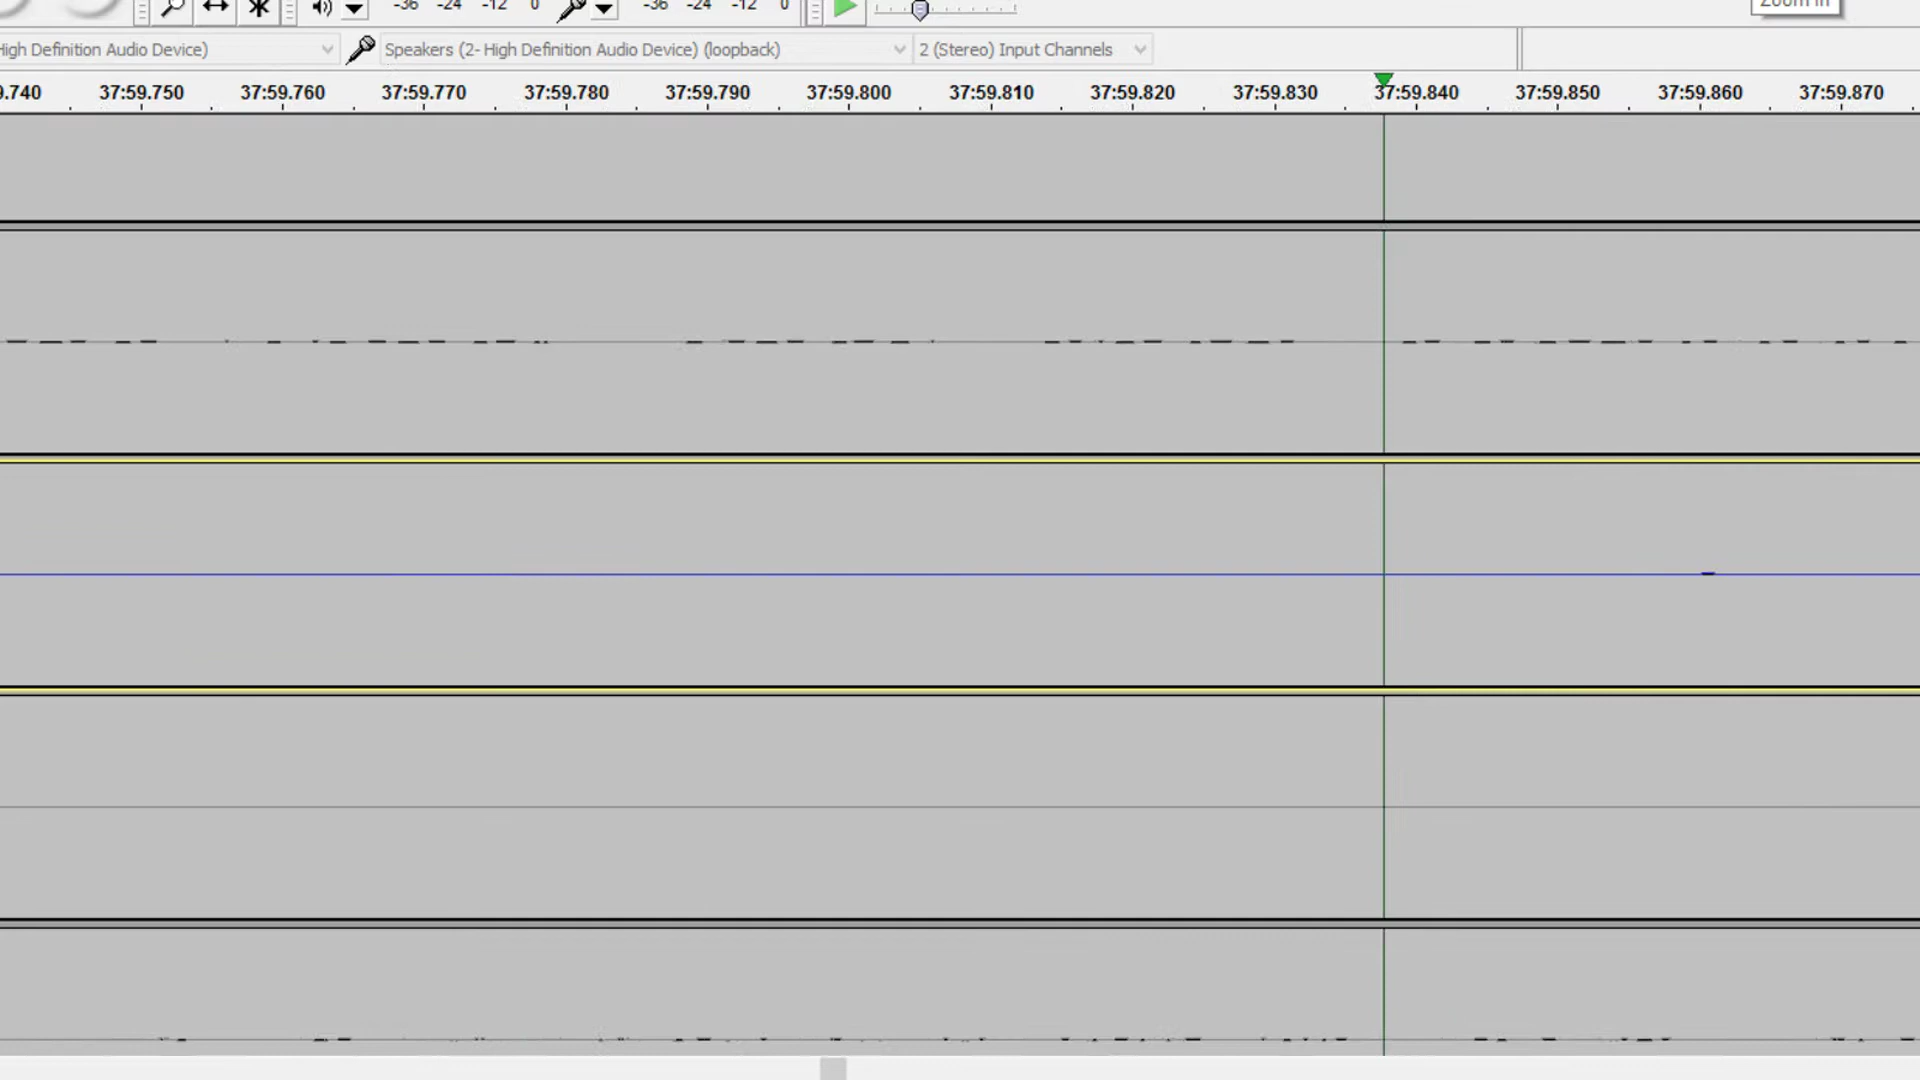 Zoom In
-36 -24 -12 0 -36 -24 -12 0
High Definition Audio Device) Speakers (2- High Definition Audio Device) (loopback) 2 (Stereo) Input Channels
9.740 37:59.750 37:59.760 37:59.770 37:59.780 37:59.790 37:59.800 37:59.810 37:59.820 37:59.830 37:59.840 37:59.850 37:59.860 37:59.870